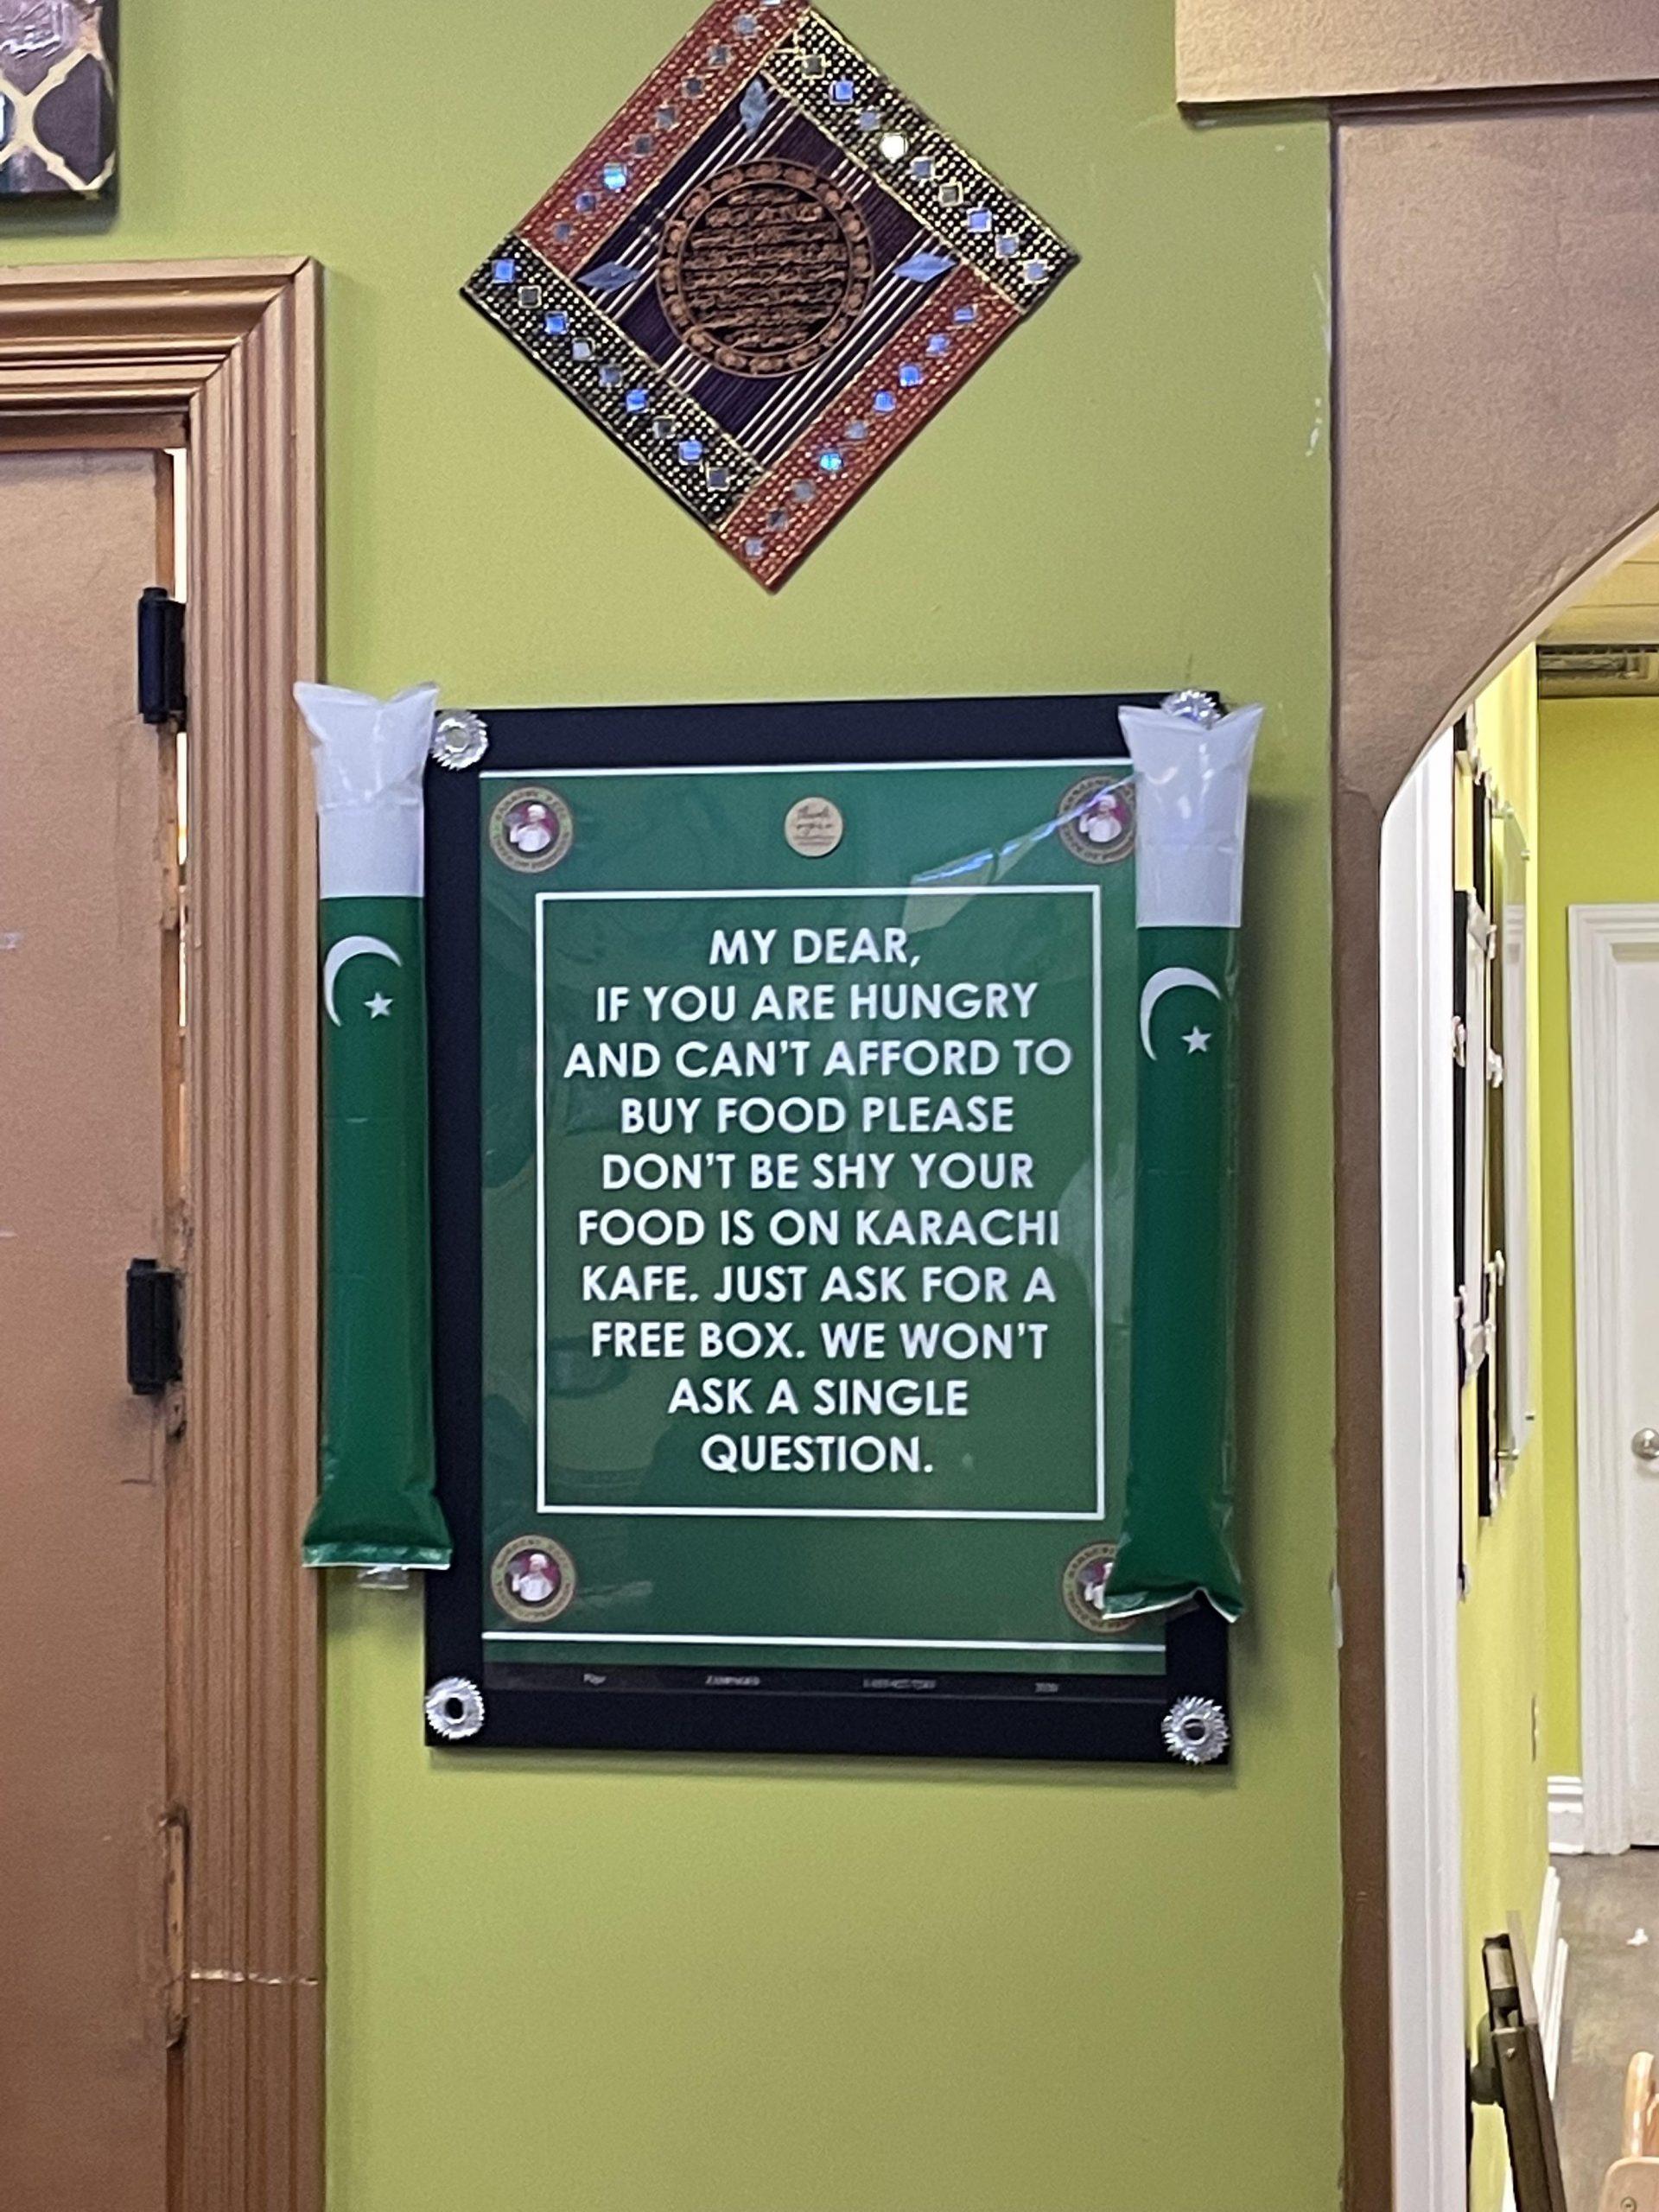 MY DEAR,
IF YOU ARE HUNGRY
AND CAN'T AFFORD TO
BUY FOOD PLEASE
DON'T BE SHY YOUR
FOOD IS ON KARACHI
KAFE. JUST ASK FOR A
FREE BOX. WE WON'T
ASK A SINGLE
QUESTION.